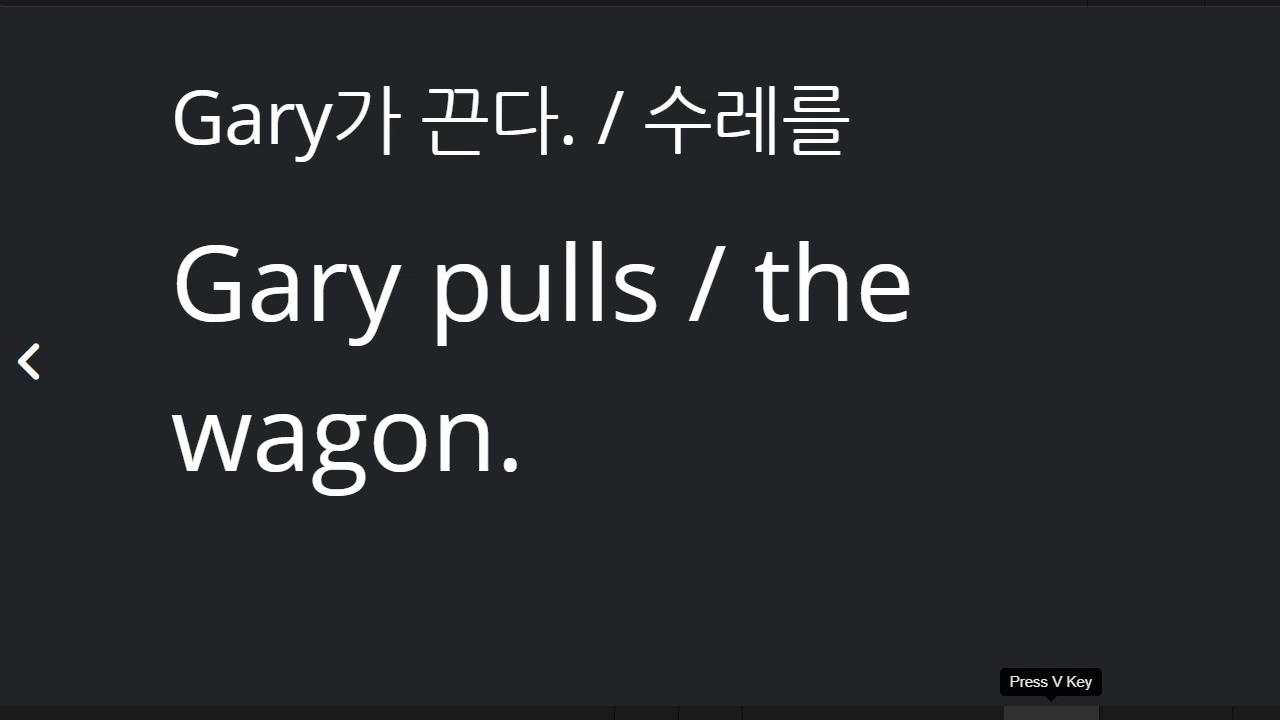 Gary가 끈다. / 수레를
Gary pulls / the
wagon.
Press V Key